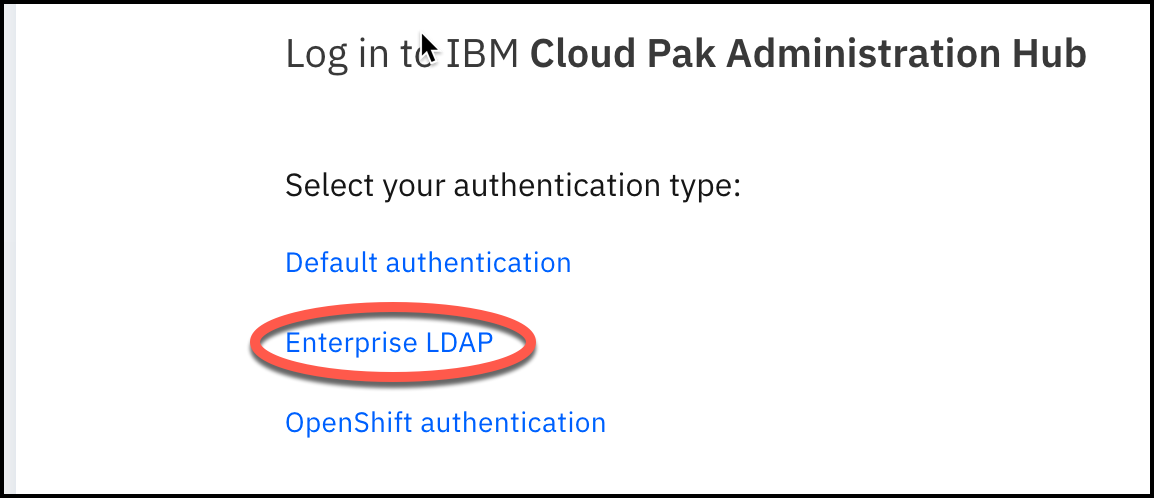 Log in to IBM Cloud Pak Administration Hub
Select your authentication type:
Default authentication
Enterprise LDAP
OpenShift authentication